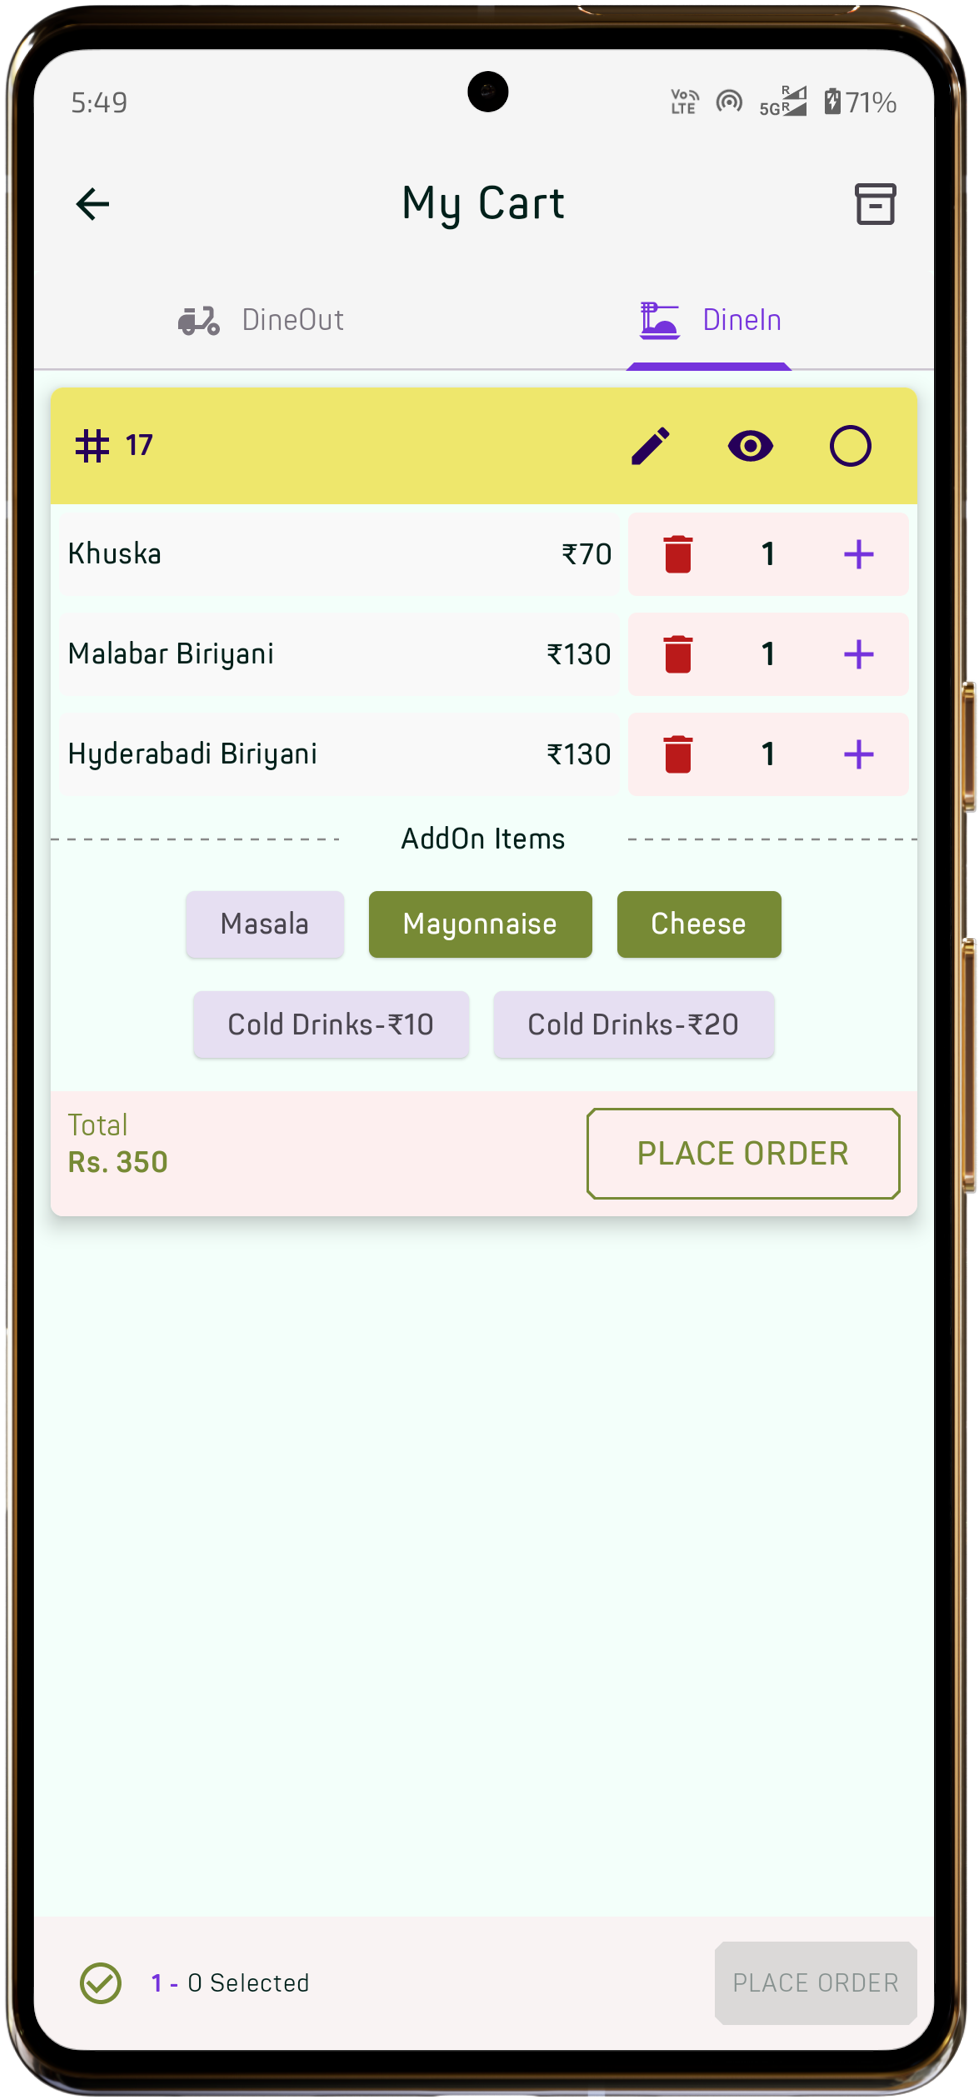 5:49 Vo LTE 5G R R 71%
My Cart
DineOut DineIn
# 17
Khuska ₹70 1 +
Malabar Biriyani ₹130 1 +
Hyderabadi Biriyani ₹130 1 +
AddOn Items
Masala Mayonnaise Cheese
Cold Drinks-₹10 Cold Drinks-₹20
Total
Rs. 350
PLACE ORDER
1 - 0 Selected PLACE ORDER